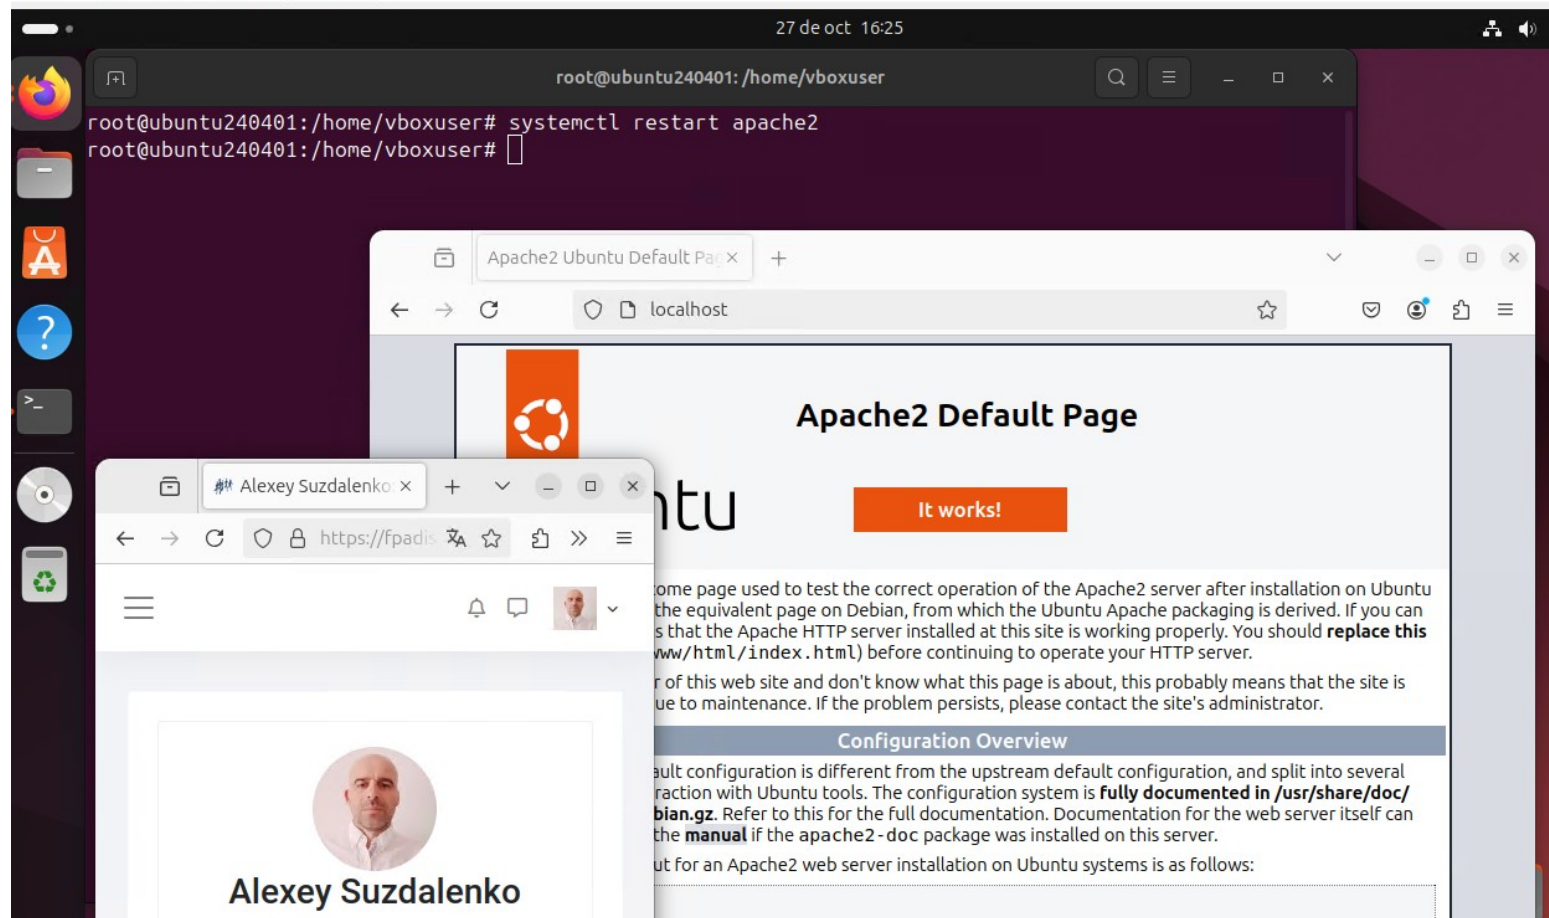 27 de oct 16:25
root@ubuntu240401: /home/vboxuser
root@ubuntu240401:/home/vboxuser# systemctl restart apache2
root@ubuntu240401:/home/vboxuser#
Apache2 Ubuntu Default Pag
localhost
Apache2 Default Page
ntu
It works!
ome page used to test the correct operation of the Apache2 server after installation on Ubuntu
the equivalent page on Debian, from which the Ubuntu Apache packaging is derived. If you can
s that the Apache HTTP server installed at this site is working properly. You should replace this
www/html/index.html) before continuing to operate your HTTP server.
r of this web site and don't know what this page is about, this probably means that the site is
ue to maintenance. If the problem persists, please contact the site's administrator.
Configuration Overview
ault configuration is different from the upstream default configuration, and split into several
raction with Ubuntu tools. The configuration system is fully documented in /usr/share/doc/
bian.gz. Refer to this for the full documentation. Documentation for the web server itself can
the manual if the apache2-doc package was installed on this server.
ut for an Apache2 web server installation on Ubuntu systems is as follows:
Alexey Suzdalenko
https://fpadis
Alexey Suzdalenko